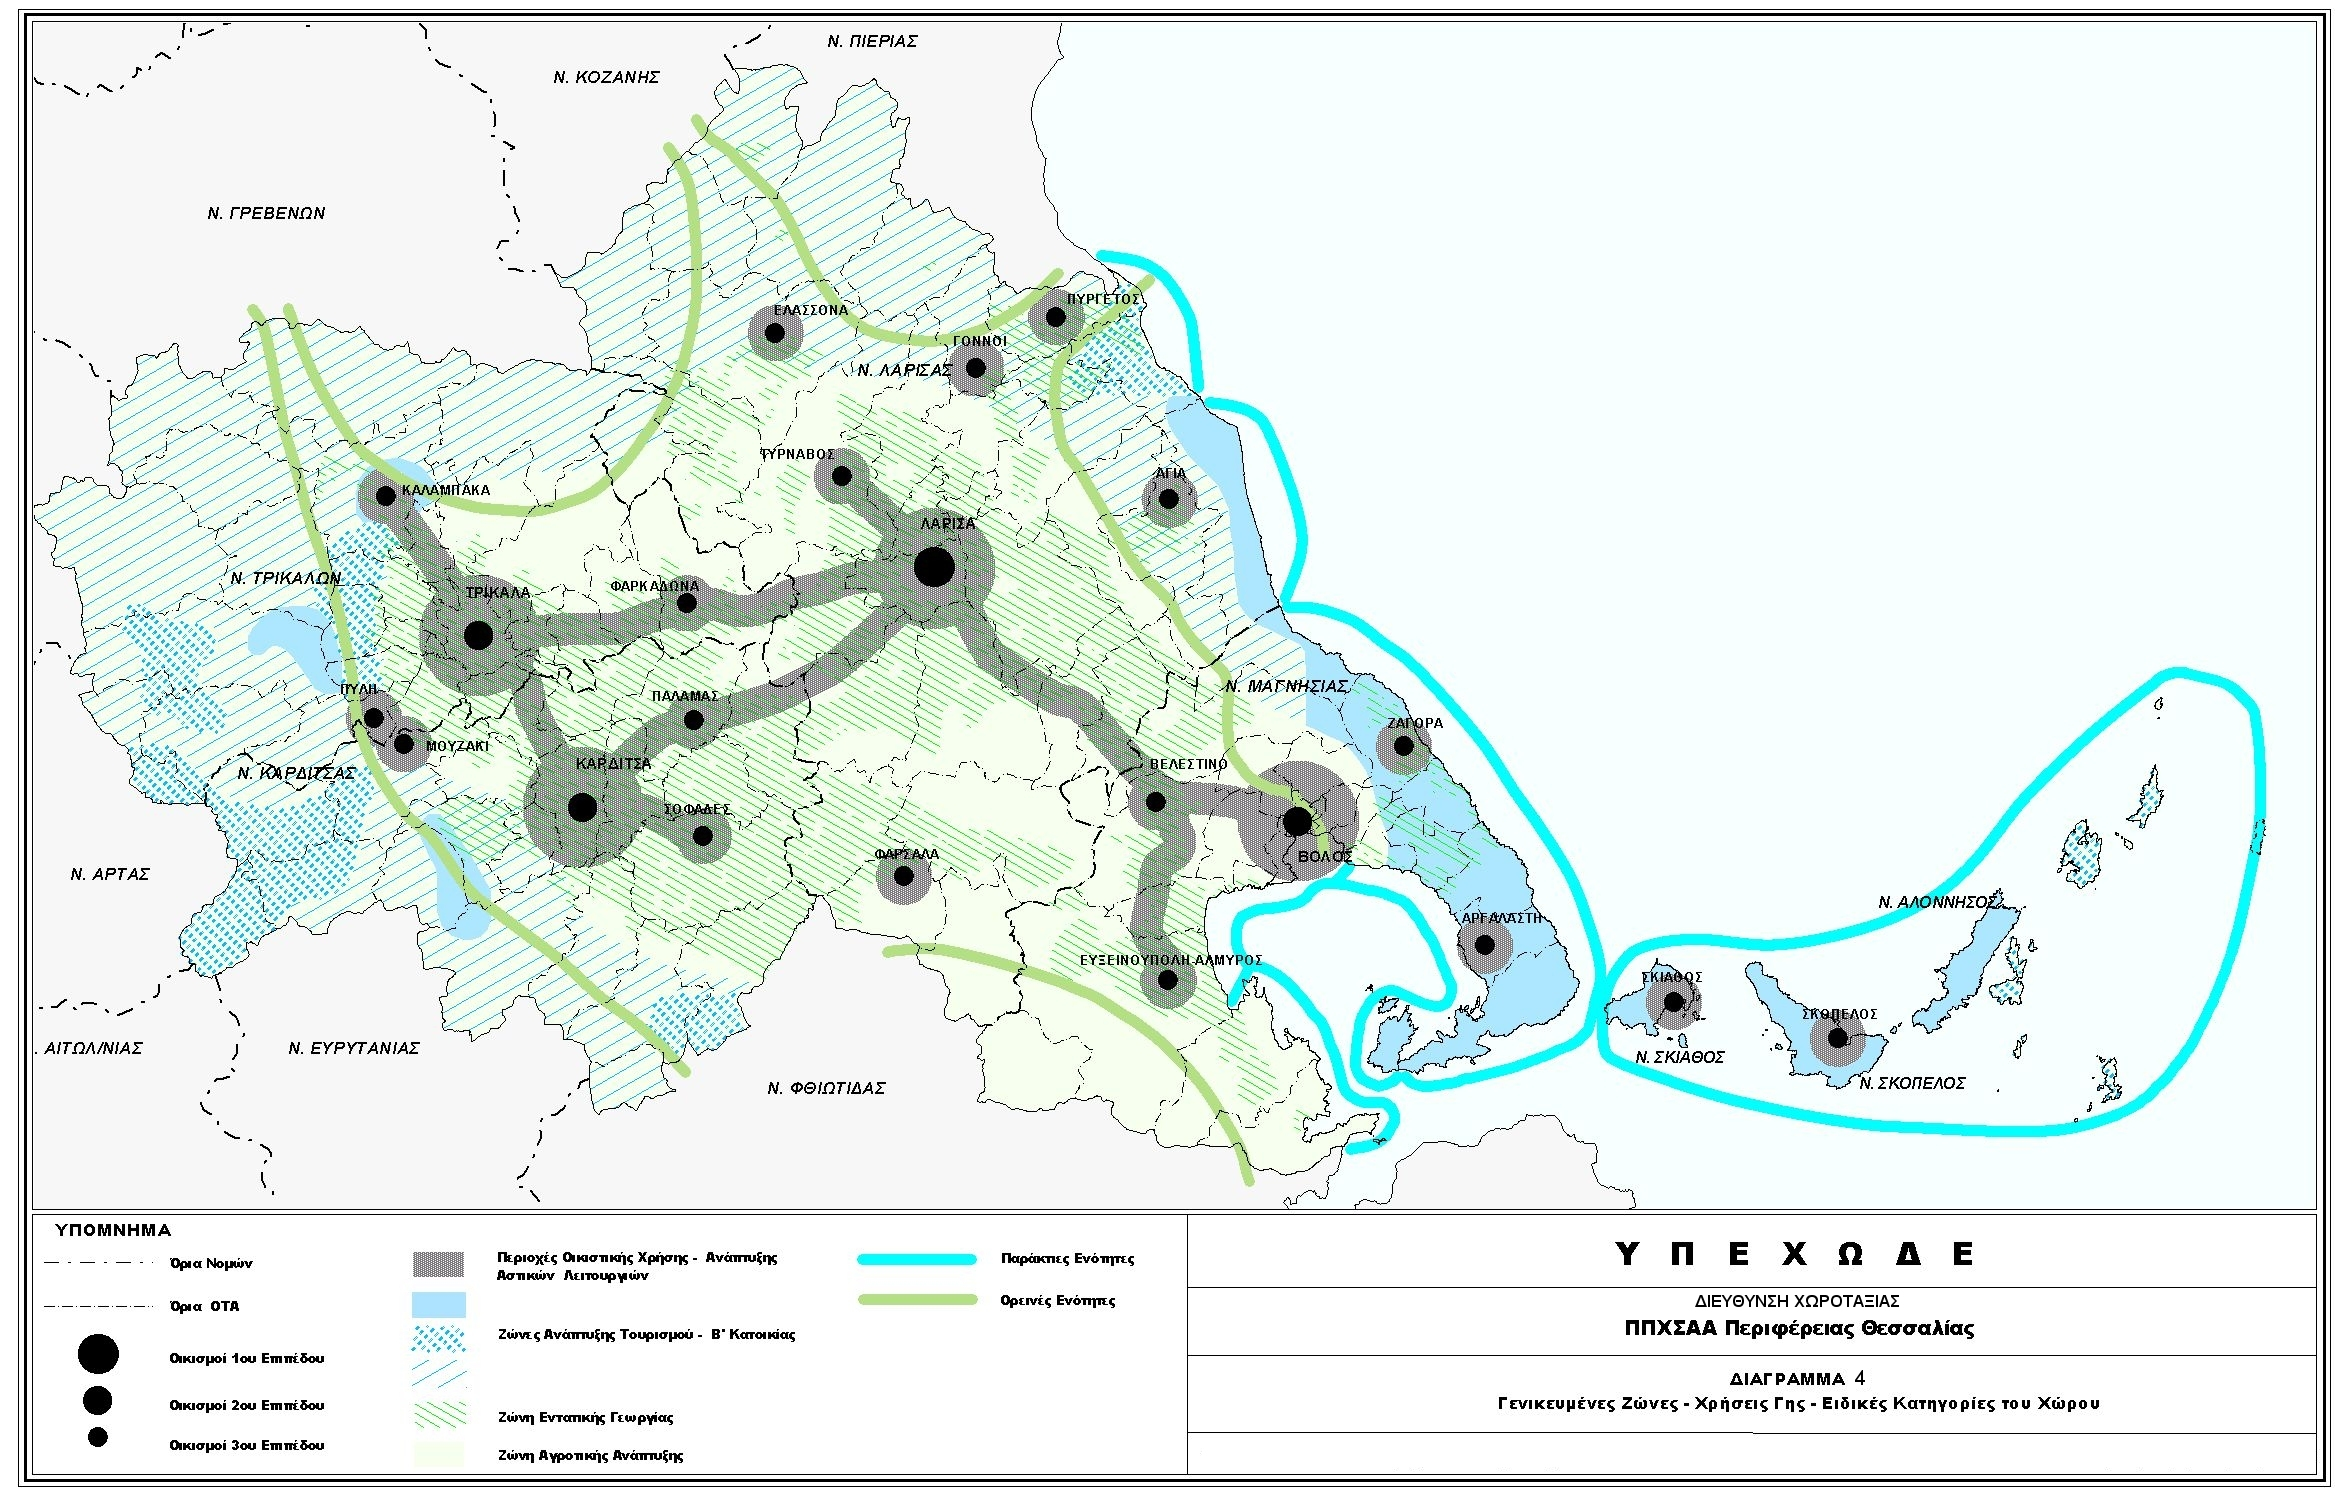 Ν. ΠΙΕΡΙΑΣ
Ν. ΚΟΖΑΝΗΣ
Ν. ΓΡΕΒΕΝΩΝ
ΠΥΡΓΕΤΟΣ
ΕΛΑΣΣΟΝΑ
ΓΟΝΝΟΙ
Ν. ΛΑΡΙΣΑΣ
ΤΥΡΝΑΒΟΣ
ΑΓΙΑ
ΚΑΛΑΜΠΑΚΑ
ΛΑΡΙΣΑ
Ν. ΤΡΙΚΑΛΩΝ
ΤΡΙΚΑΛΑ
ΦΑΡΚΑΔΩΝΑ
ΠΥΛΗ
ΠΑΛΑΜΑΣ
Ν. ΜΑΓΝΗΣΙΑΣ
ΖΑΓΟΡΑ
ΜΟΥΖΑΚΙ
Ν. ΚΑΡΔΙΤΣΑΣ
ΚΑΡΔΙΤΣΑ
ΒΕΛΕΣΤΙΝΟ
ΣΟΦΑΔΕΣ
ΦΑΡΣΑΛΑ
ΒΟΛΟΣ
Ν. ΑΡΤΑΣ
Ν. ΑΛΟΝΝΗΣΟΣ
ΑΡΓΑΛΑΣΤΗ
ΕΥΞΕΙΝΟΥΠΟΛΗ-ΑΛΜΥΡΟΣ
ΣΚΙΑΘΟΣ
ΣΚΟΠΕΛΟΣ
. ΑΙΤΩΛ/ΝΙΑΣ
Ν. ΕΥΡΥΤΑΝΙΑΣ
Ν. ΣΚΙΑΘΟΣ
Ν. ΣΚΟΠΕΛΟΣ
Ν. ΦΘΙΩΤΙΔΑΣ
ΥΠΟΜΝΗΜΑ
Όρια Νομών
Όρια ΟΤΑ
Οικισμοί 1ου Επιπέδου
Οικισμοί 2ου Επιπέδου
Οικισμοί 3ου Επιπέδου
Περιοχές Οικιστικής Χρήσης - Ανάπτυξης
Αστικών Λειτουργιών
Ζώνες Ανάπτυξης Τουρισμού - Β' Κατοικίας
Ζώνη Εντατικής Γεωργίας
Ζώνη Αγροτικής Ανάπτυξης
Παράκτιες Ενότητες
Ορεινές Ενότητες
Υ Π Ε Χ Ω Δ Ε
ΔΙΕΥΘΥΝΣΗ ΧΩΡΟΤΑΞΙΑΣ
ΠΠΧΣΑΑ Περιφέρειας Θεσσαλίας
ΔΙΑΓΡΑΜΜΑ 4
Γενικευμένες Ζώνες - Χρήσεις Γης - Ειδικές Κατηγορίες του Χώρου